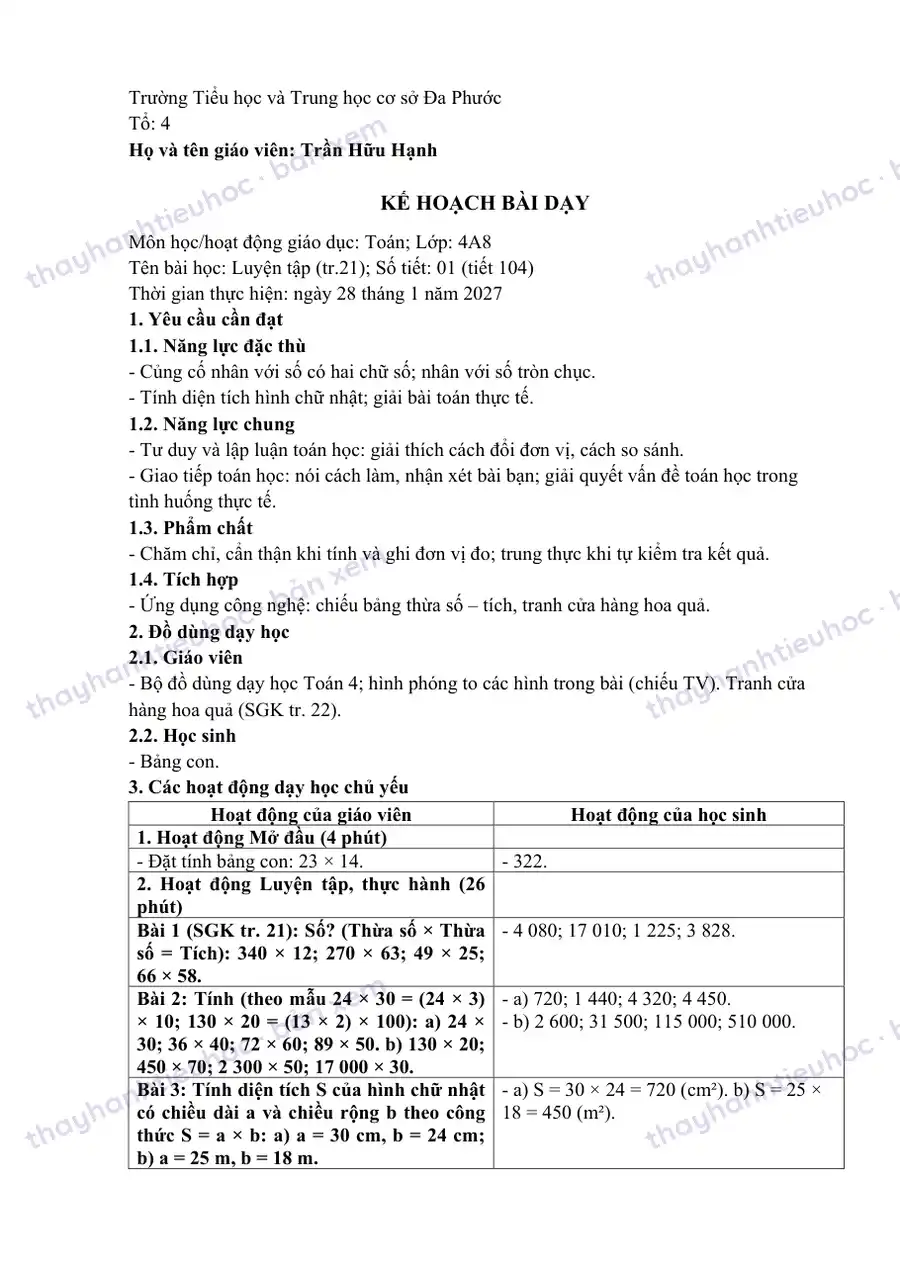 Trường Tiểu học và Trung học cơ sở Đa Phước
Tổ: 4
Họ và tên giáo viên: Trần Hữu Hạnh
KẾ HOẠCH BÀI DẠY
Môn học/hoạt động giáo dục: Toán; Lớp: 4A8
Tên bài học: Luyện tập (tr.21); Số tiết: 01 (tiết 104)
Thời gian thực hiện: ngày 28 tháng 1 năm 2027
1. Yêu cầu cần đạt
1.1. Năng lực đặc thù
- Củng cố nhân với số có hai chữ số; nhân với số tròn chục.
- Tính diện tích hình chữ nhật; giải bài toán thực tế.
1.2. Năng lực chung
- Tư duy và lập luận toán học: giải thích cách đổi đơn vị, cách so sánh.
- Giao tiếp toán học: nói cách làm, nhận xét bài bạn; giải quyết vấn đề toán học trong
tình huống thực tế.
1.3. Phẩm chất
- Chăm chỉ, cẩn thận khi tính và ghi đơn vị đo; trung thực khi tự kiểm tra kết quả.
1.4. Tích hợp
- Ứng dụng công nghệ: chiếu bảng thừa số – tích, tranh cửa hàng hoa quả.
2. Đồ dùng dạy học
2.1. Giáo viên
- Bộ đồ dùng dạy học Toán 4; hình phóng to các hình trong bài (chiếu TV). Tranh cửa
hàng hoa quả (SGK tr. 22).
2.2. Học sinh
- Bảng con.
3. Các hoạt động dạy học chủ yếu
Hoạt động của giáo viên
Hoạt động của học sinh
1. Hoạt động Mở đầu (4 phút)
- Đặt tính bảng con: 23 × 14.
- 322.
2. Hoạt động Luyện tập, thực hành (26
phút)
Bài 1 (SGK tr. 21): Số? (Thừa số × Thừa
số = Tích): 340 × 12; 270 × 63; 49 × 25;
66 × 58.
- 4 080; 17 010; 1 225; 3 828.
Bài 2: Tính (theo mẫu 24 × 30 = (24 × 3)
× 10; 130 × 20 = (13 × 2) × 100): a) 24 ×
30; 36 × 40; 72 × 60; 89 × 50. b) 130 × 20;
450 × 70; 2 300 × 50; 17 000 × 30.
- a) 720; 1 440; 4 320; 4 450.
- b) 2 600; 31 500; 115 000; 510 000.
Bài 3: Tính diện tích S của hình chữ nhật
có chiều dài a và chiều rộng b theo công
thức S = a × b: a) a = 30 cm, b = 24 cm;
b) a = 25 m, b = 18 m.
- a) S = 30 × 24 = 720 (cm²). b) S = 25 ×
18 = 450 (m²).
thayhanhtieuhoc · bản xem
thayhanhtieuhoc · b
thayhanhtieuhoc · bản xem
thayhanhtieuhoc · b
thayhanhtieuhoc · bản xem
thayhanhtieuhoc · b